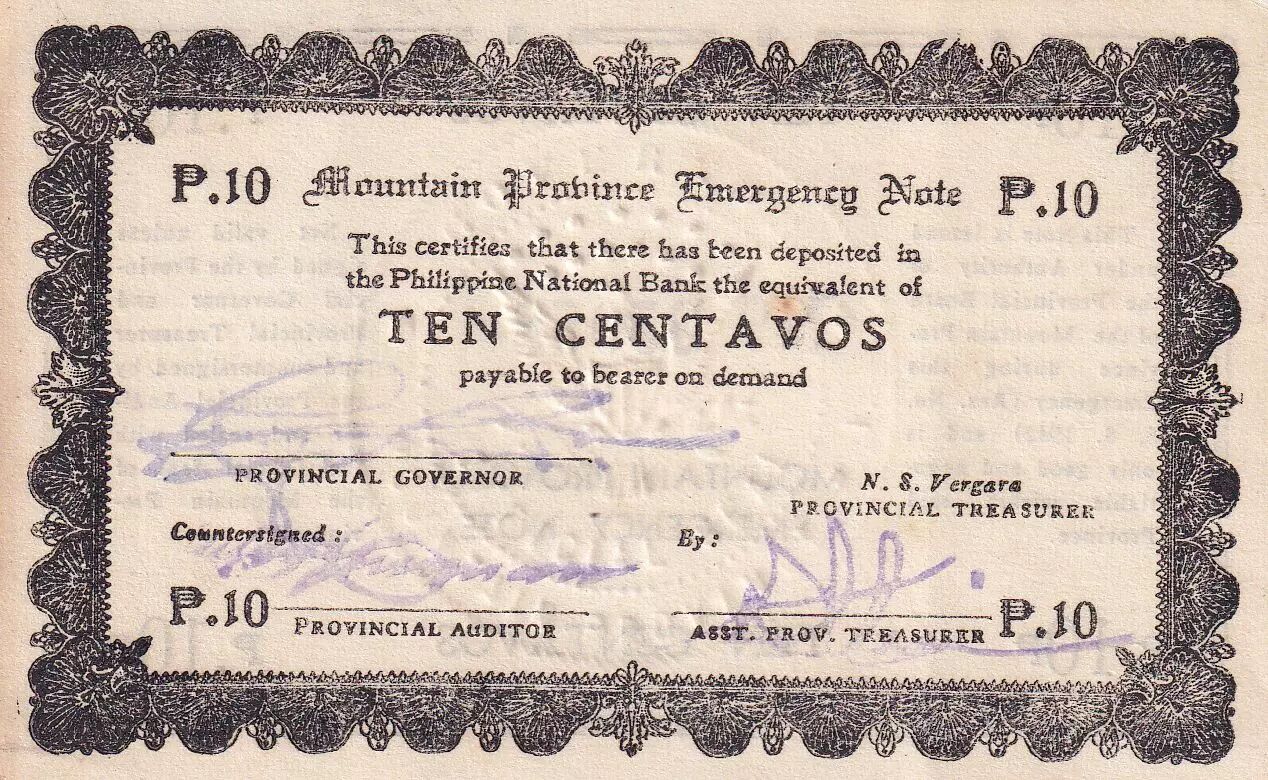 ₱.10 Mountain Province Emergency Note ₱.10
This certifies that there has been deposited in
the Philippine National Bank the equivalent of
TEN CENTAVOS
payable to bearer on demand
PROVINCIAL GOVERNOR
N. S. Vergara
PROVINCIAL TREASURER
Countersigned :
By :
₱.10
PROVINCIAL AUDITOR
ASST. PROV. TREASURER
₱.10